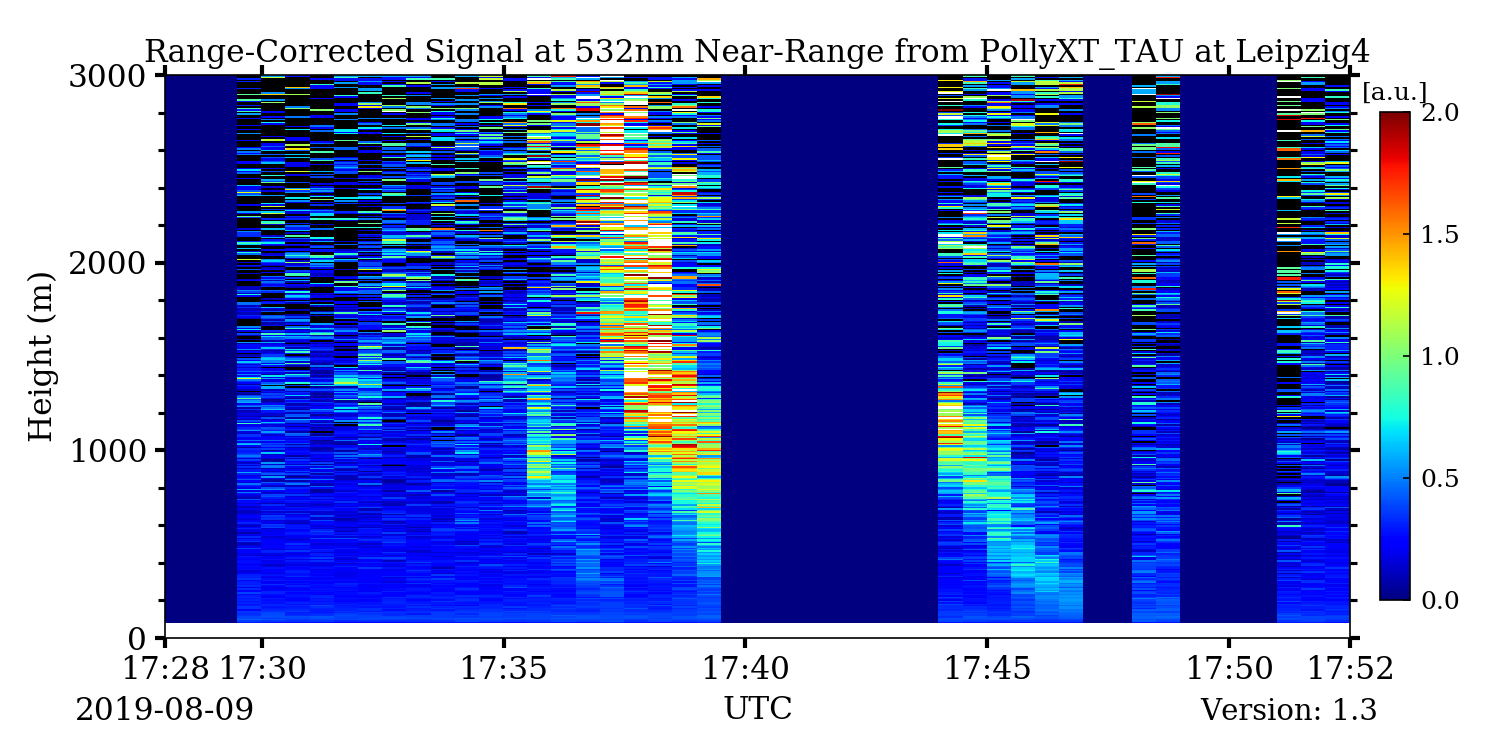 Range-Corrected Signal at 532nm Near-Range from PollyXT_TAU at Leipzig4
[a.u.]
3000
2000
1000
0
Height (m)
2.0
1.5
1.0
0.5
0.0
17:28 17:30 17:35 17:40 17:45 17:50 17:52
2019-08-09 UTC Version: 1.3